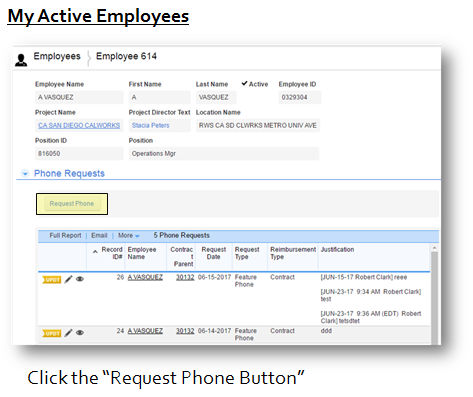 My Active Employees
Employees Employee 614
Employee Name First Name Last Name Active Employee ID
A VASQUEZ A VASQUEZ 0329304
Project Name Project Director Text Location Name
CA SAN DIEGO CALWORKS Stacia Peters RWS CA SD CLWRKS METRO UNIV AVE
Position ID Position
816050 Operations Mgr
Phone Requests
Request Phone
Full Report | Email | More 5 Phone Requests
Record ID# Employee Name Contrac t Parent Request Date Request Type Reimbursement Type Justification
UPDT 26 A VASQUEZ 30132 06-15-2017 Feature Phone Contract [JUN-15-17 Robert Clark] reee
[JUN-23-17 9:34 AM Robert Clark]
test
[JUN-23-17 9:36 AM (EDT) Robert
Clark] tetsdfet
UPDT 24 A VASQUEZ 30132 06-14-2017 Feature Phone Contract ddd
Click the “Request Phone Button”